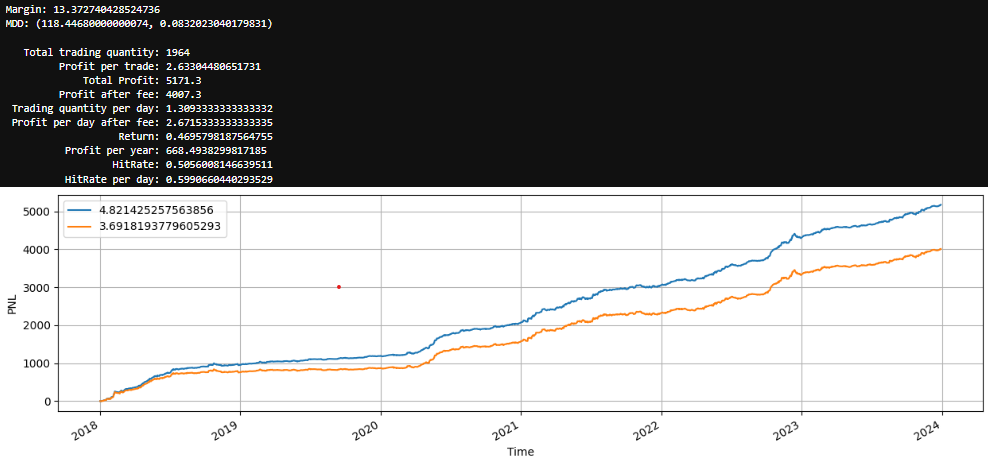 Margin: 13.372740428524736
MDD: (118.44680000000074, 0.0832023040179831)
Total trading quantity: 1964
Profit per trade: 2.63304480651731
Total Profit: 5171.3
Profit after fee: 4007.3
Trading quantity per day: 1.3093333333333332
Profit per day after fee: 2.6715333333333335
Return: 0.4695798187564755
Profit per year: 668.4938299817185
HitRate: 0.5056008146639511
HitRate per day: 0.5990660440293529
4.821425257563856
3.6918193779605293
5000
4000
3000
2000
1000
0
PNL
2018
2019
2020
2021
2022
2023
2024
Time